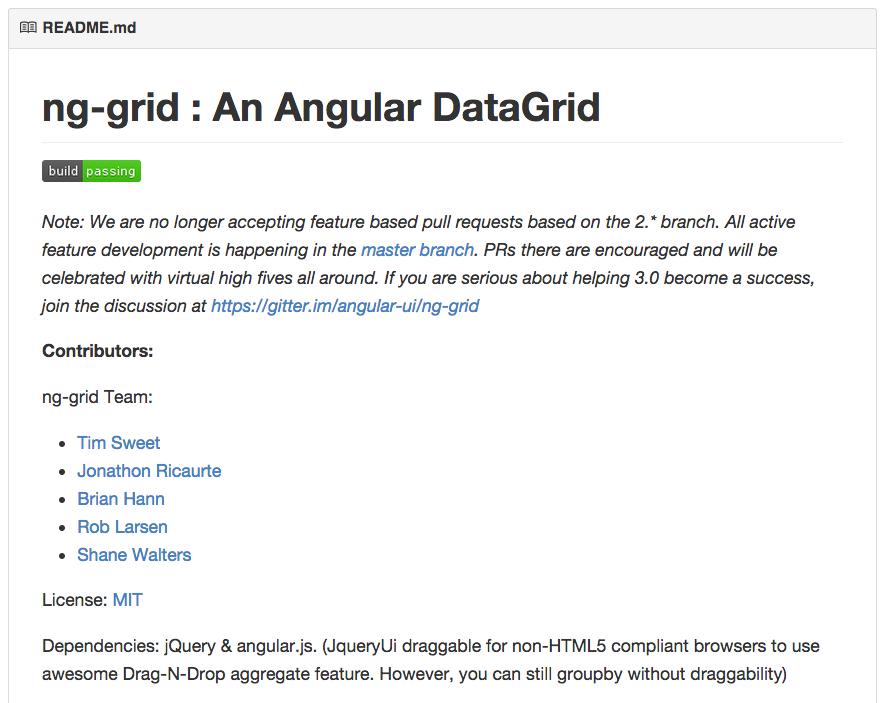 README.md
ng-grid : An Angular DataGrid
build passing
Note: We are no longer accepting feature based pull requests based on the 2.* branch. All active
feature development is happening in the master branch. PRs there are encouraged and will be
celebrated with virtual high fives all around. If you are serious about helping 3.0 become a success,
join the discussion at https://gitter.im/angular-ui/ng-grid
Contributors:
ng-grid Team:
• Tim Sweet
• Jonathon Ricaurte
• Brian Hann
• Rob Larsen
• Shane Walters
License: MIT
Dependencies: jQuery & angular.js. (JqueryUi draggable for non-HTML5 compliant browsers to use
awesome Drag-N-Drop aggregate feature. However, you can still groupby without draggability)